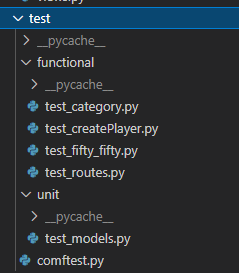 test
__pycache__
functional
__pycache__
test_category.py
test_createPlayer.py
test_fifty_fifty.py
test_routes.py
unit
__pycache__
test_models.py
comftest.py